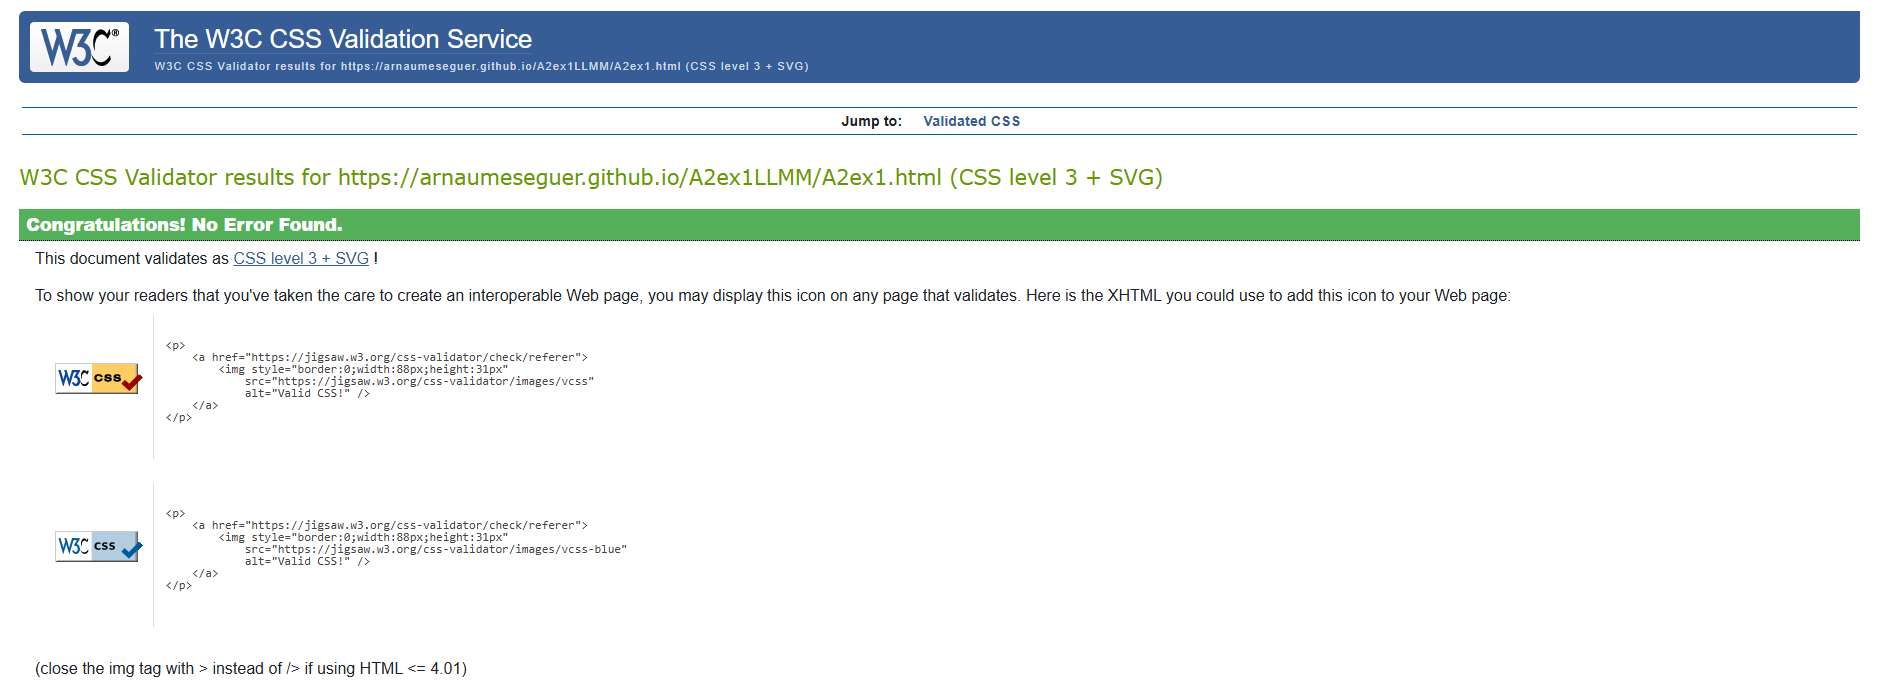 W3C®
The W3C CSS Validation Service
W3C CSS Validator results for https://arnaumeseguer.github.io/A2ex1LLMM/A2ex1.html (CSS level 3 + SVG)
Jump to: Validated CSS
W3C CSS Validator results for https://arnaumeseguer.github.io/A2ex1LLMM/A2ex1.html (CSS level 3 + SVG)
Congratulations! No Error Found.
This document validates as CSS level 3 + SVG !
To show your readers that you've taken the care to create an interoperable Web page, you may display this icon on any page that validates. Here is the XHTML you could use to add this icon to your Web page:
W3C css
<p>
    <a href="https://jigsaw.w3.org/css-validator/check/referer">
        <img style="border:0;width:88px;height:31px"
            src="https://jigsaw.w3.org/css-validator/images/vcss"
            alt="Valid CSS!" />
    </a>
</p>
W3C css
<p>
    <a href="https://jigsaw.w3.org/css-validator/check/referer">
        <img style="border:0;width:88px;height:31px"
            src="https://jigsaw.w3.org/css-validator/images/vcss-blue"
            alt="Valid CSS!" />
    </a>
</p>
(close the img tag with > instead of /> if using HTML <= 4.01)